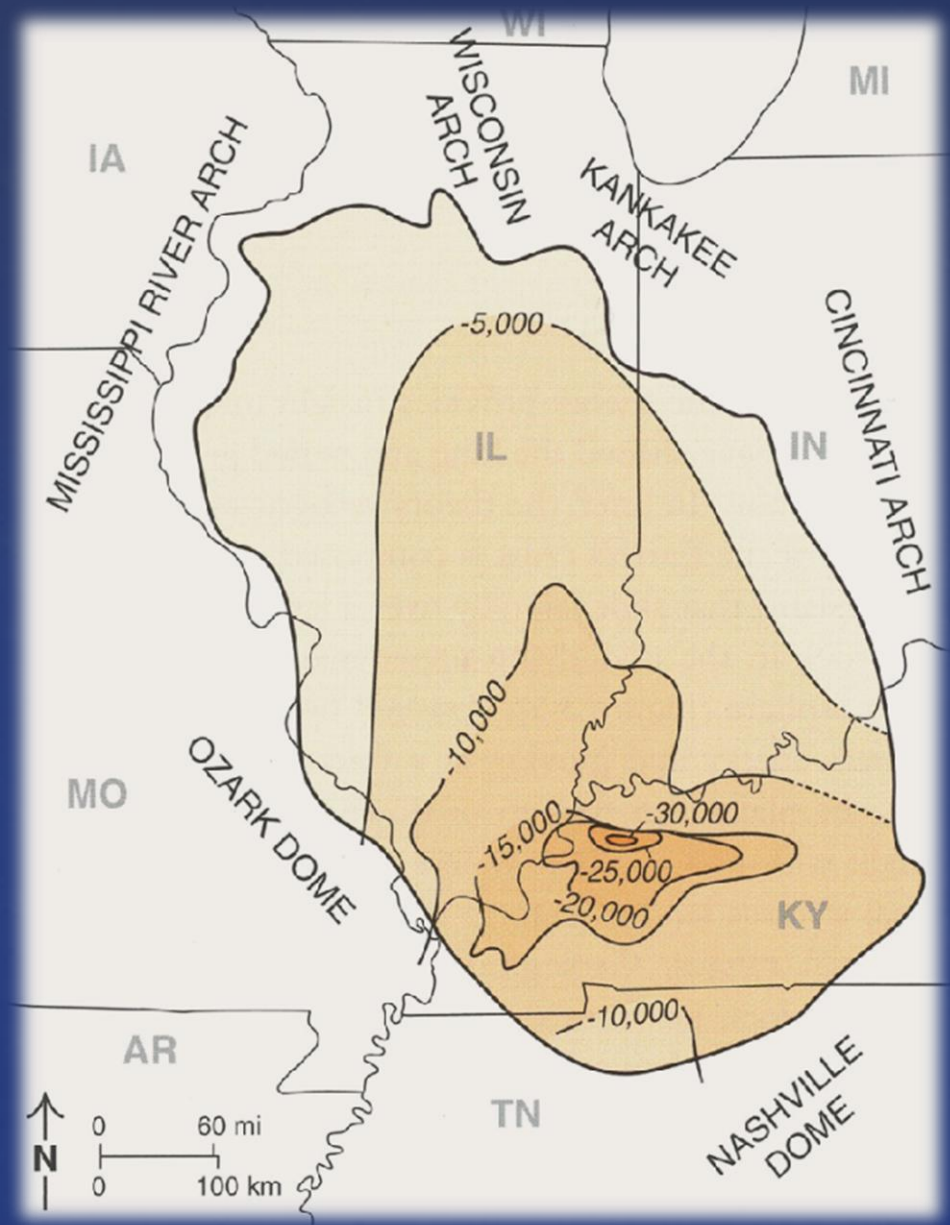 WI
MI
WISCONSIN
ARCH
IA
MISSISSIPPI RIVER ARCH
KANKAKEE
ARCH
CINCINNATI ARCH
-5,000
IL
IN
-10,000
MO
OZARK DOME
-15,000
-30,000
-25,000
-20,000
KY
-10,000
AR
TN
NASHVILLE
DOME
N
0 60 mi
0 100 km